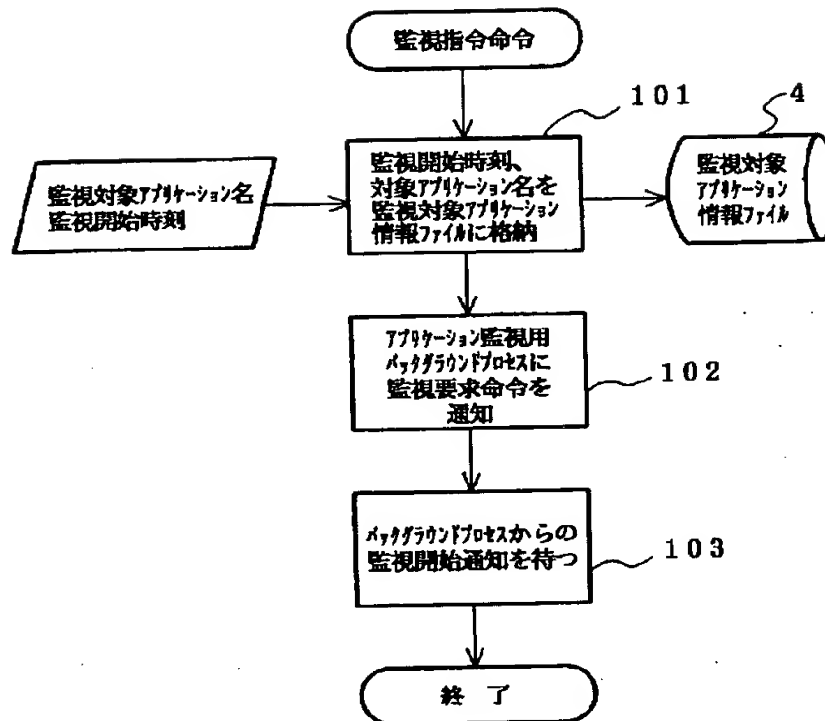 監視指令命令
101
4
監視対象アプリケーション名
監視開始時刻
監視開始時刻、
対象アプリケーション名を
監視対象アプリケーション
情報ファイルに格納
監視対象
アプリケーション
情報ファイル
アプリケーション監視用
バックグラウンドプロセスに
監視要求命令を
通知
102
バックグラウンドプロセスからの
監視開始通知を待つ
103
終 了